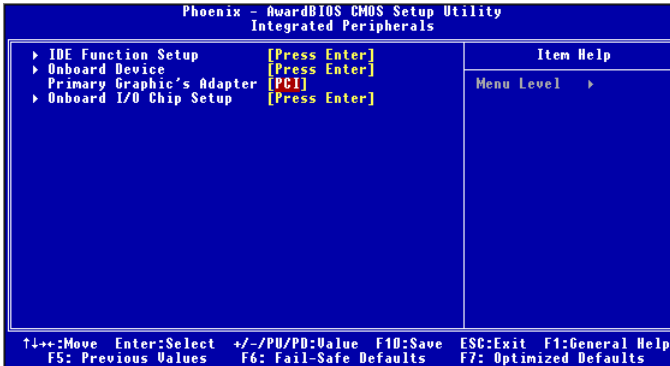 Phoenix - AwardBIOS CMOS Setup Utility
Integrated Peripherals
▸ IDE Function Setup [Press Enter]
▸ Onboard Device [Press Enter]
Primary Graphic's Adapter [PCI]
▸ Onboard I/O Chip Setup [Press Enter]
Item Help
Menu Level ▸
↑↓→←:Move Enter:Select +/-/PU/PD:Value F10:Save ESC:Exit F1:General Help
F5: Previous Values F6: Fail-Safe Defaults F7: Optimized Defaults